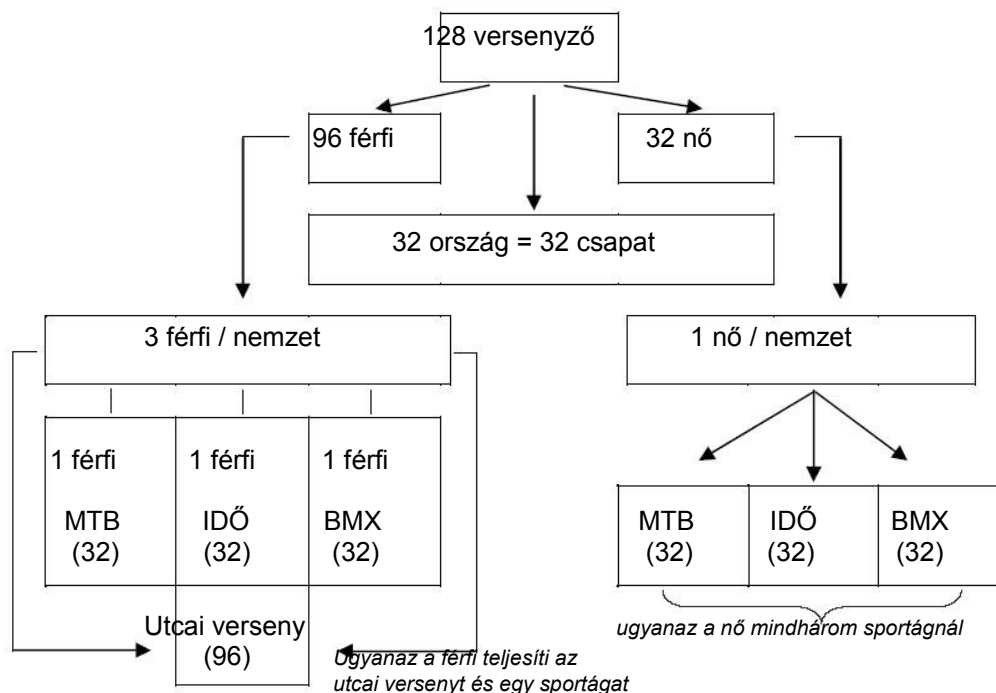 128 versenyző
96 férfi
32 nő
32 ország = 32 csapat
3 férfi / nemzet
1 nő / nemzet
1 férfi
MTB
(32)
1 férfi
IDŐ
(32)
1 férfi
BMX
(32)
MTB
(32)
IDŐ
(32)
BMX
(32)
Utcai verseny
(96)
Ugyanaz a férfi teljesíti az
utcai versenyt és egy sportágat
ugyanaz a nő mindhárom sportágnál